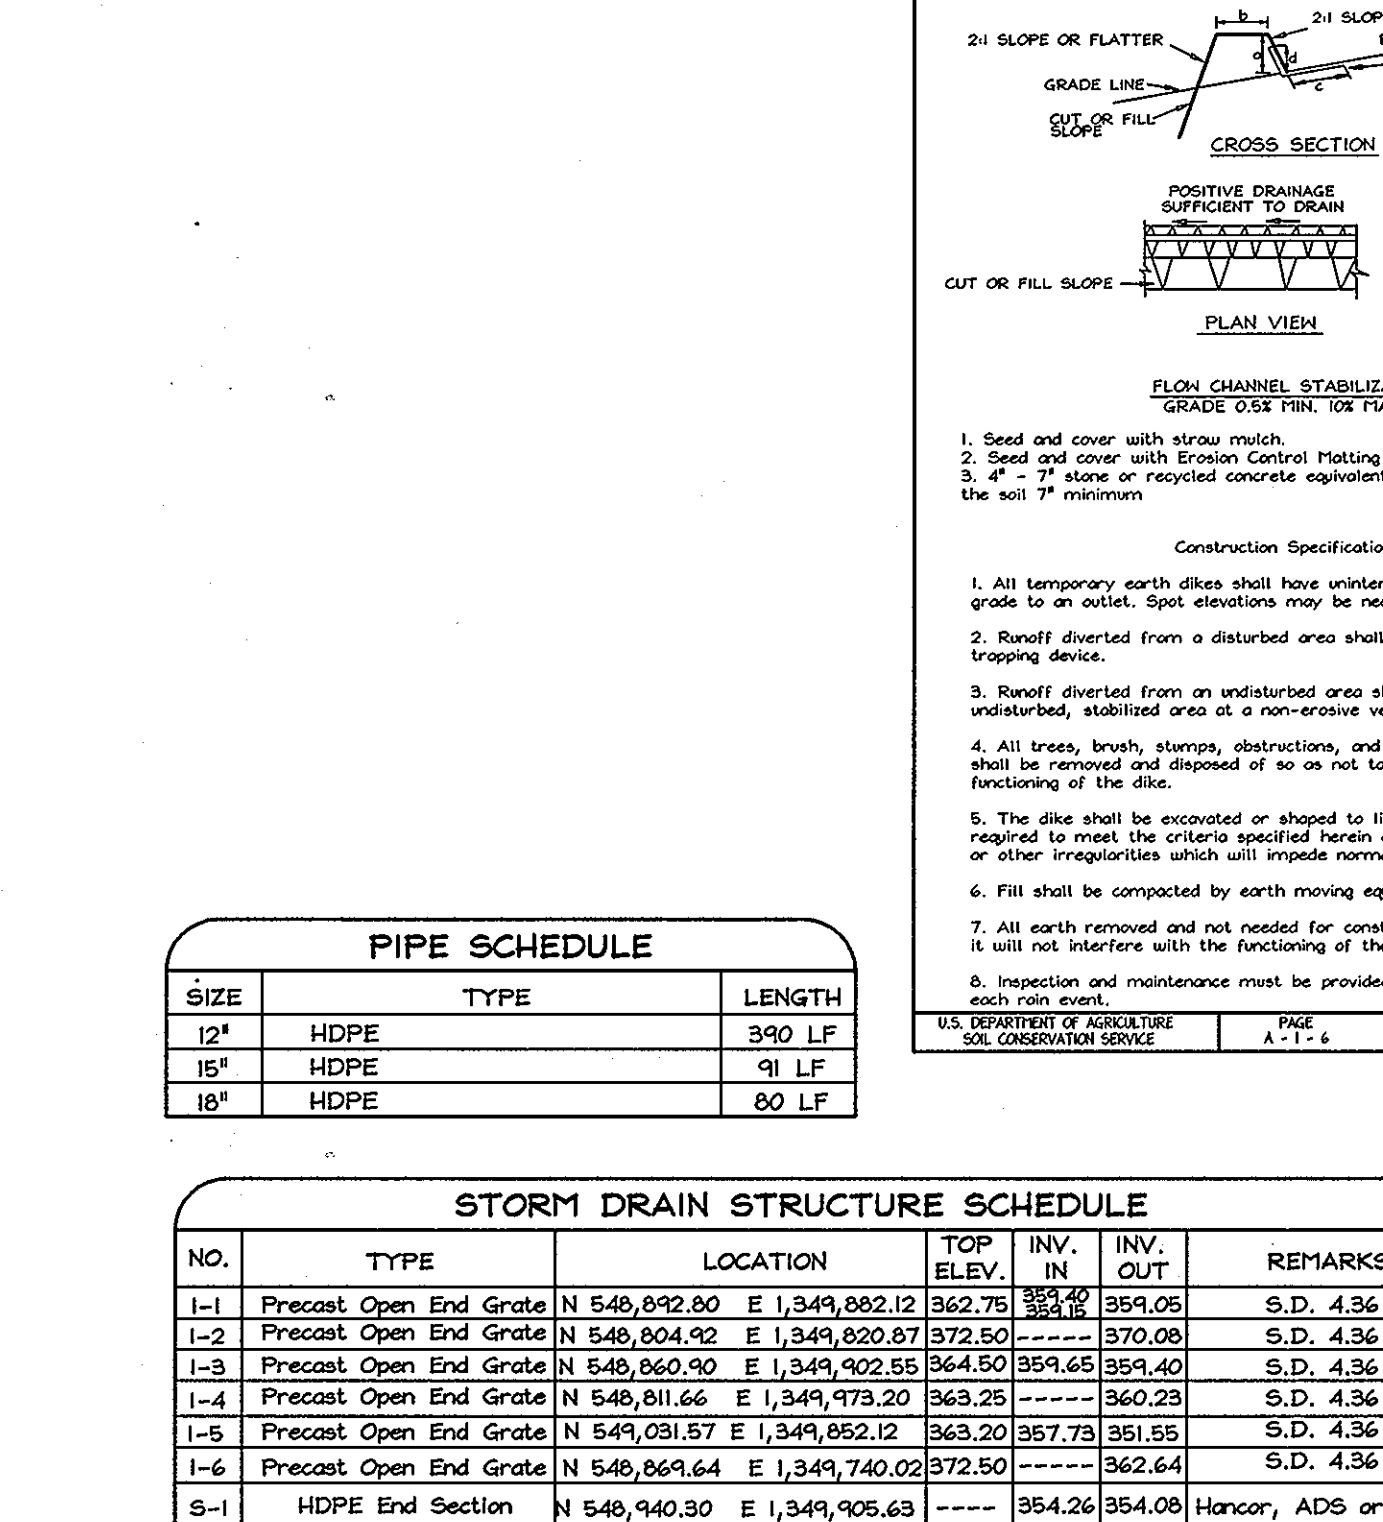 2:1 SLOPE OR FLATTER
b
2:1 SLOP
a
d
c
GRADE LINE
CUT OR FILL
SLOPE
CROSS SECTION
POSITIVE DRAINAGE
SUFFICIENT TO DRAIN
CUT OR FILL SLOPE
PLAN VIEW
FLOW CHANNEL STABILIZ
GRADE 0.5% MIN. 10% MA
1. Seed and cover with straw mulch.
2. Seed and cover with Erosion Control Matting
3. 4" - 7" stone or recycled concrete equivalent
the soil 7" minimum
Construction Specificatio
1. All temporary earth dikes shall have uninter
grade to an outlet. Spot elevations may be nec
2. Runoff diverted from a disturbed area shall
trapping device.
3. Runoff diverted from an undisturbed area sh
undisturbed, stabilized area at a non-erosive ve
4. All trees, brush, stumps, obstructions, and
shall be removed and disposed of so as not to
functioning of the dike.
5. The dike shall be excavated or shaped to li
required to meet the criteria specified herein
or other irregularities which will impede norma
6. Fill shall be compacted by earth moving eq
7. All earth removed and not needed for const
it will not interfere with the functioning of the
8. Inspection and maintenance must be provided
each rain event.
U.S. DEPARTMENT OF AGRICULTURE
SOIL CONSERVATION SERVICE
PAGE
A - 1 - 6
PIPE SCHEDULE
SIZE TYPE LENGTH
12" HDPE 390 LF
15" HDPE 91 LF
18" HDPE 80 LF
STORM DRAIN STRUCTURE SCHEDULE
NO. TYPE LOCATION TOP ELEV. INV. IN INV. OUT REMARKS
I-1 Precast Open End Grate N 548,892.80 E 1,349,882.12 362.75 359.40 359.15 359.05 S.D. 4.36
I-2 Precast Open End Grate N 548,804.92 E 1,349,820.87 372.50 ----- 370.08 S.D. 4.36
I-3 Precast Open End Grate N 548,860.90 E 1,349,902.55 364.50 359.65 359.40 S.D. 4.36
I-4 Precast Open End Grate N 548,811.66 E 1,349,973.20 363.25 ----- 360.23 S.D. 4.36
I-5 Precast Open End Grate N 549,031.57 E 1,349,852.12 363.20 357.73 351.55 S.D. 4.36
I-6 Precast Open End Grate N 548,869.64 E 1,349,740.02 372.50 ----- 362.64 S.D. 4.36
S-1 HDPE End Section N 548,940.30 E 1,349,905.63 ---- 354.26 354.08 Hancor, ADS or